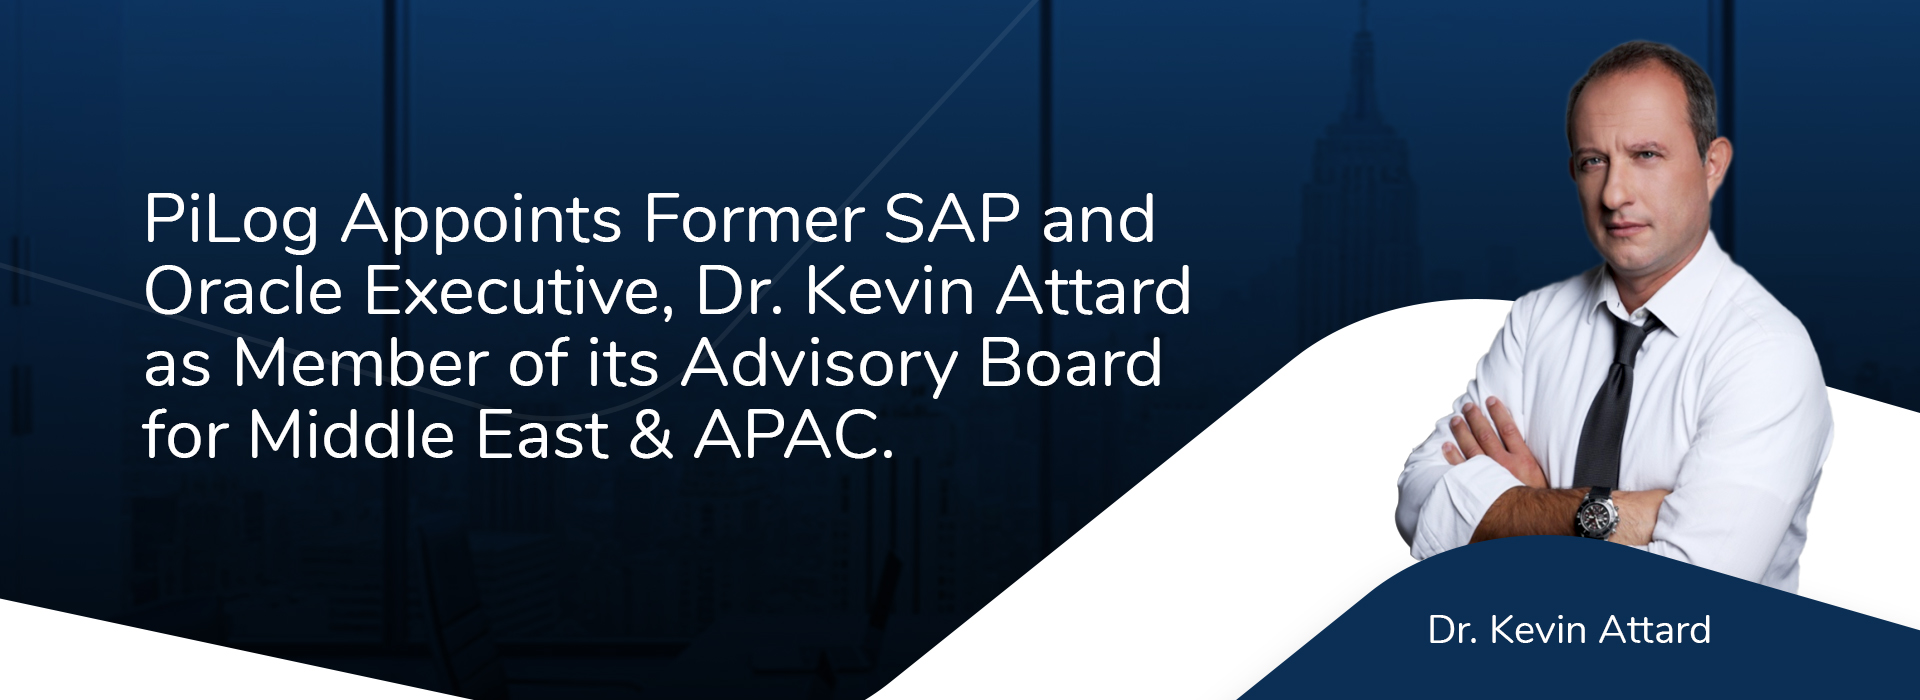 PiLog Appoints Former SAP and
Oracle Executive, Dr. Kevin Attard
as Member of its Advisory Board
for Middle East & APAC.
Dr. Kevin Attard